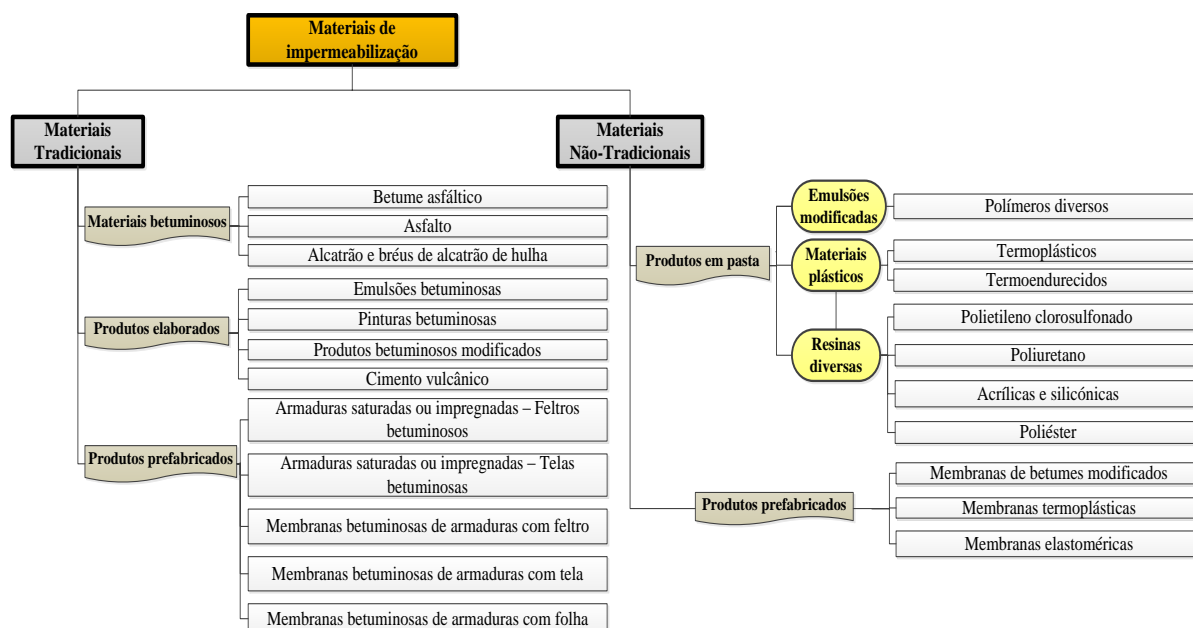 Materiais de
impermeabilização
Materiais
Tradicionais
Materiais betuminosos
Betume asfáltico
Asfalto
Alcatrão e bréus de alcatrão de hulha
Produtos elaborados
Emulsões betuminosas
Pinturas betuminosas
Produtos betuminosos modificados
Cimento vulcânico
Produtos prefabricados
Armaduras saturadas ou impregnadas – Feltros
betuminosos
Armaduras saturadas ou impregnadas – Telas
betuminosas
Membranas betuminosas de armaduras com feltro
Membranas betuminosas de armaduras com tela
Membranas betuminosas de armaduras com folha
Materiais
Não-Tradicionais
Produtos em pasta
Emulsões
modificadas
Polímeros diversos
Materiais
plásticos
Termoplásticos
Termoendurecidos
Resinas
diversas
Polietileno clorosulfonado
Poliuretano
Acrílicas e silicónicas
Poliéster
Produtos prefabricados
Membranas de betumes modificados
Membranas termoplásticas
Membranas elastoméricas